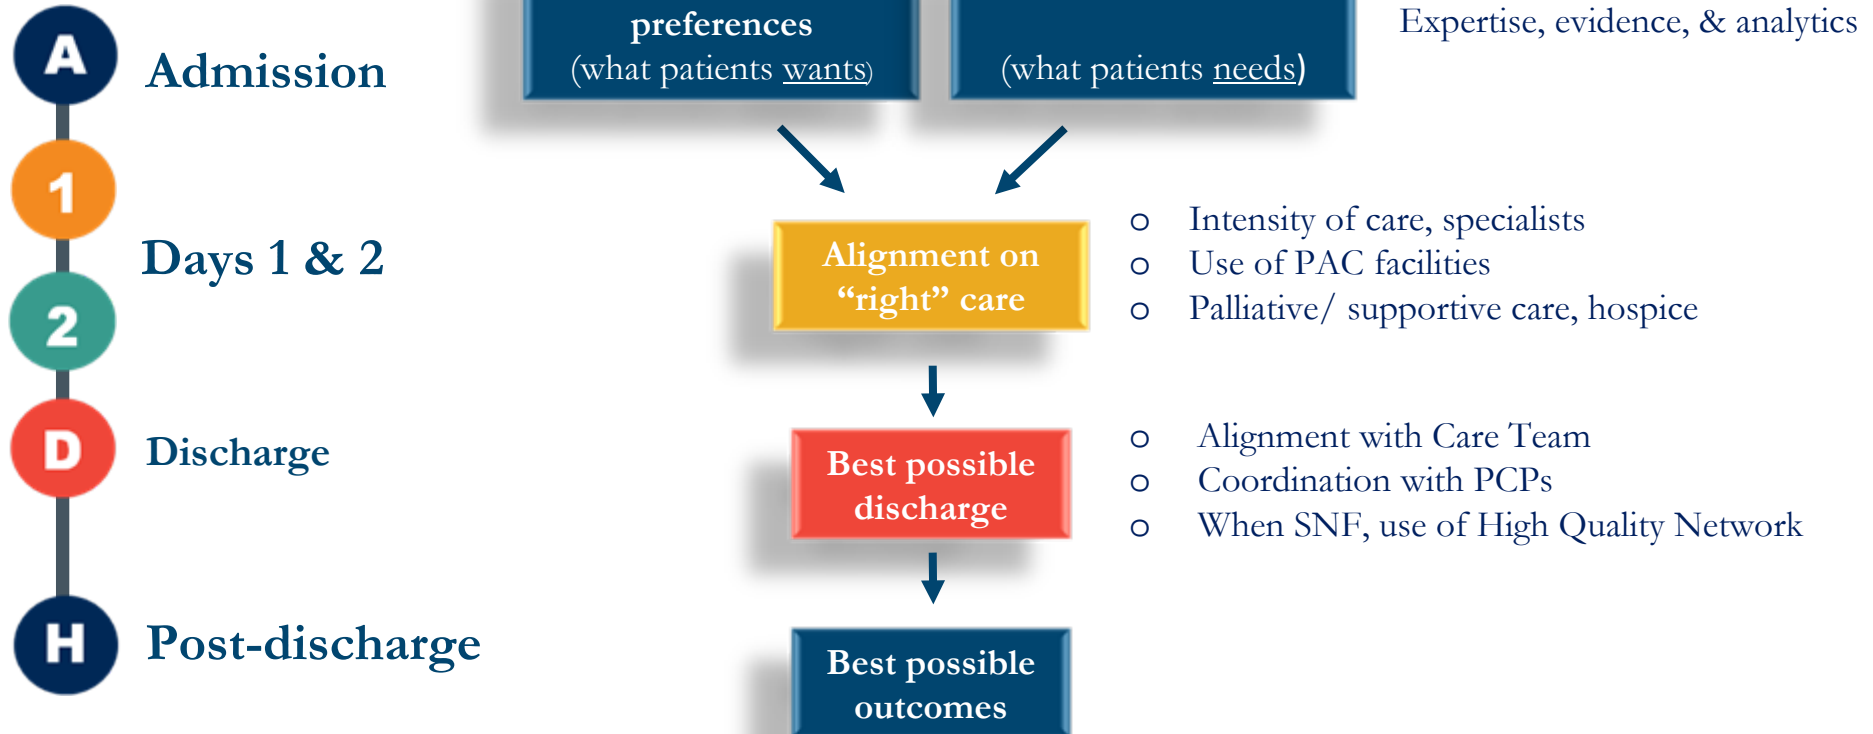 A
Admission
preferences
(what patients wants)
(what patients needs)
Expertise, evidence, & analytics
1
Days 1 & 2
2
Alignment on
“right” care
o Intensity of care, specialists
o Use of PAC facilities
o Palliative/ supportive care, hospice
D
Discharge
Best possible
discharge
o Alignment with Care Team
o Coordination with PCPs
o When SNF, use of High Quality Network
H
Post-discharge
Best possible
outcomes